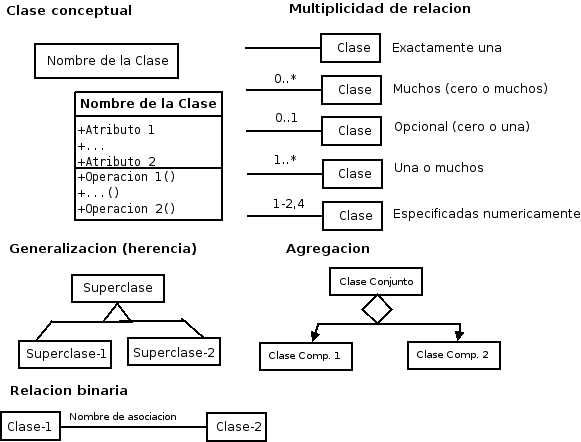 Clase conceptual
Nombre de la Clase
Nombre de la Clase
+Atributo 1
+...
+Atributo 2
+Operacion 1()
+...()
+Operacion 2()
Multiplicidad de relacion
Clase Exactamente una
0..* Clase Muchos (cero o muchos)
0..1 Clase Opcional (cero o una)
1..* Clase Una o muchos
1-2,4 Clase Especificadas numericamente
Generalizacion (herencia)
Superclase
Superclase-1 Superclase-2
Agregacion
Clase Conjunto
Clase Comp. 1 Clase Comp. 2
Relacion binaria
Clase-1 Nombre de asociacion Clase-2